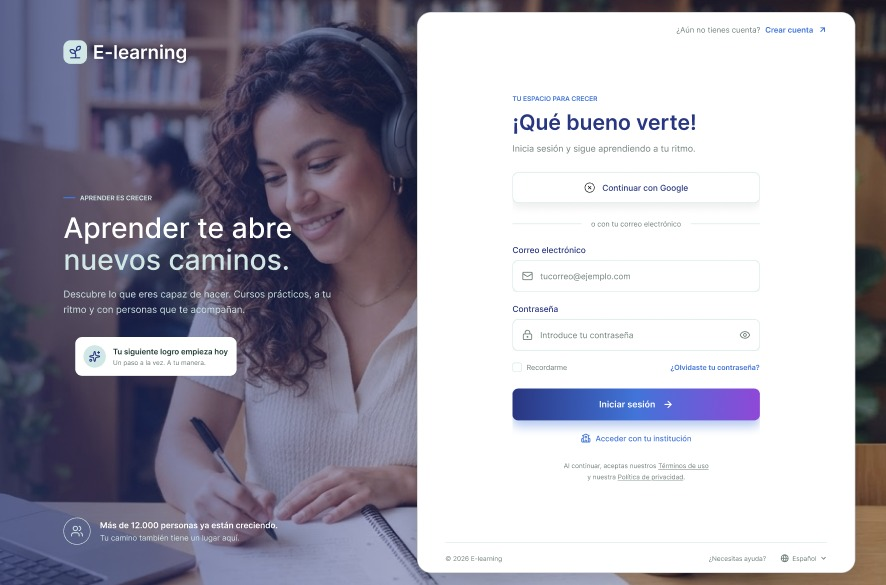 E-learning
APRENDER ES CRECER
Aprender te abre
nuevos caminos.
Descubre lo que eres capaz de hacer. Cursos prácticos, a tu
ritmo y con personas que te acompañan.
Tu siguiente logro empieza hoy
Un paso a la vez. A tu manera.
Más de 12.000 personas ya están creciendo.
Tu camino también tiene un lugar aquí.
¿Aún no tienes cuenta? Crear cuenta
TU ESPACIO PARA CRECER
¡Qué bueno verte!
Inicia sesión y sigue aprendiendo a tu ritmo.
Continuar con Google
o con tu correo electrónico
Correo electrónico
tucorreo@ejemplo.com
Contraseña
Introduce tu contraseña
Recordarme
¿Olvidaste tu contraseña?
Iniciar sesión
Acceder con tu institución
Al continuar, aceptas nuestros Términos de uso
y nuestra Política de privacidad.
© 2026 E-learning
¿Necesitas ayuda?
Español